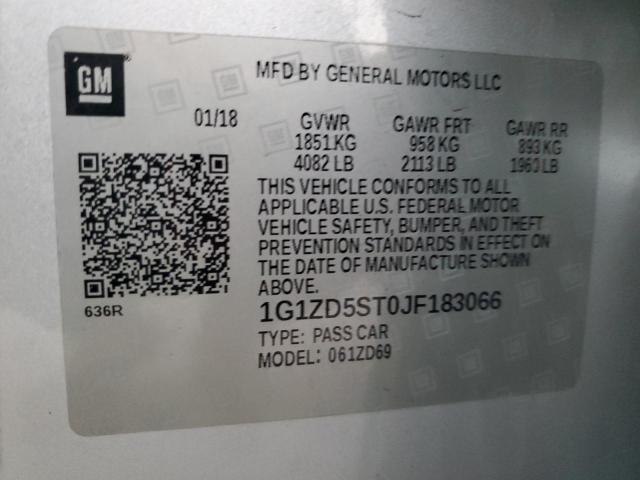 GM
MFD BY GENERAL MOTORS LLC
01/18 GVWR GAWR FRT GAWR RR
1851 KG 958 KG 893 KG
4082 LB 2113 LB 1960 LB
THIS VEHICLE CONFORMS TO ALL
APPLICABLE U.S. FEDERAL MOTOR
VEHICLE SAFETY, BUMPER, AND THEFT
PREVENTION STANDARDS IN EFFECT ON
THE DATE OF MANUFACTURE SHOWN
ABOVE.
636R
1G1ZD5ST0JF183066
TYPE: PASS CAR
MODEL: 061ZD69